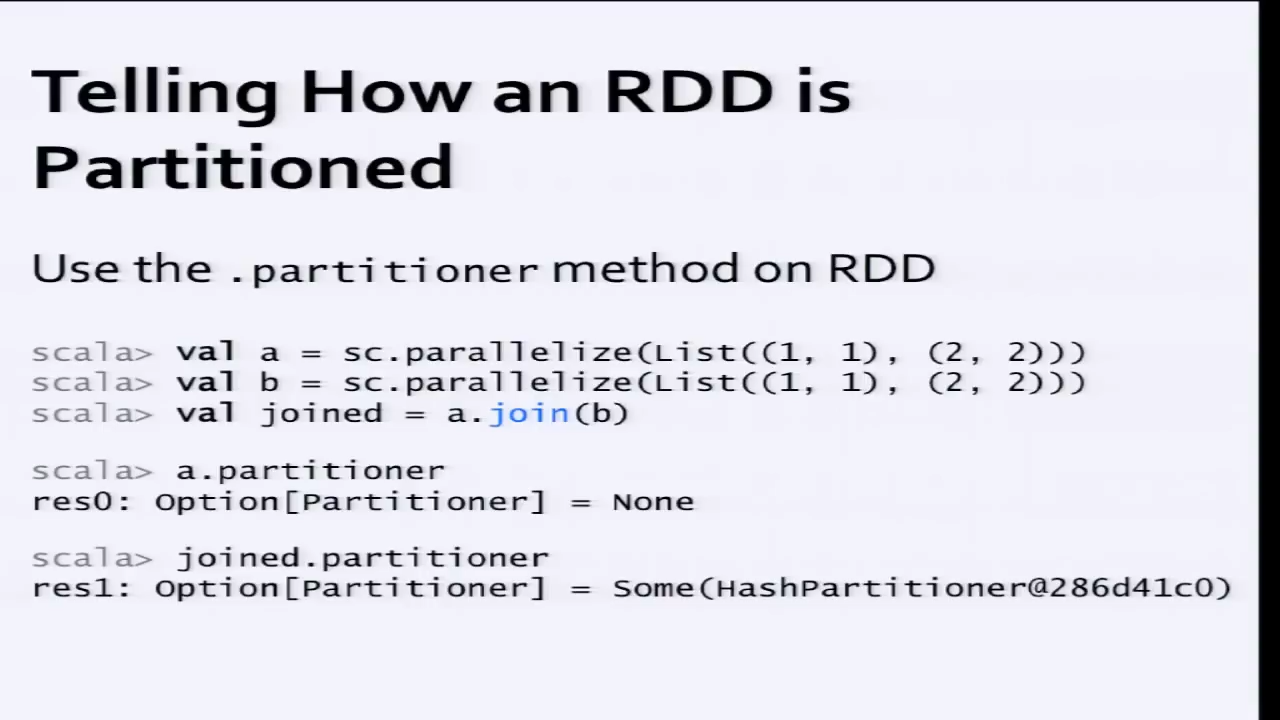 Telling How an RDD is
Partitioned
Use the .partitioner method on RDD
scala> val a = sc.parallelize(List((1, 1), (2, 2)))
scala> val b = sc.parallelize(List((1, 1), (2, 2)))
scala> val joined = a.join(b)
scala> a.partitioner
res0: Option[Partitioner] = None
scala> joined.partitioner
res1: Option[Partitioner] = Some(HashPartitioner@286d41c0)